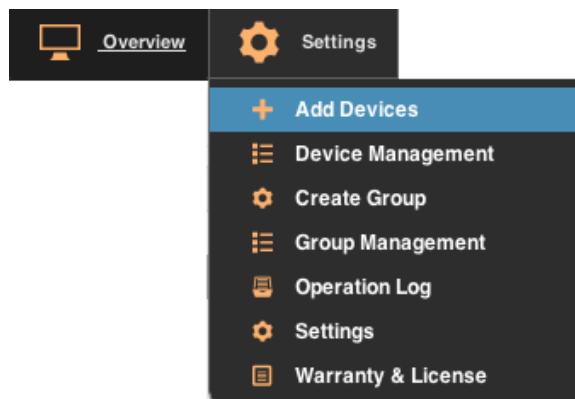 Overview Settings
Add Devices
Device Management
Create Group
Group Management
Operation Log
Settings
Warranty & License